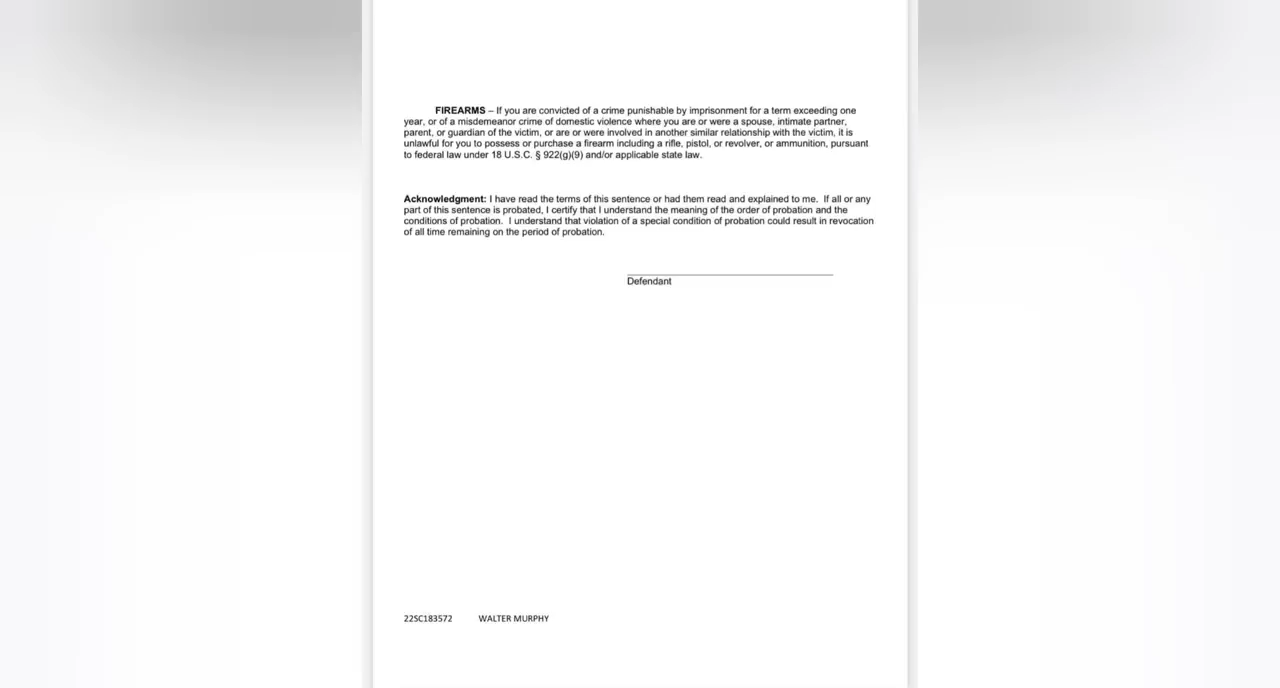 FIREARMS – If you are convicted of a crime punishable by imprisonment for a term exceeding one
year, or of a misdemeanor crime of domestic violence where you are or were a spouse, intimate partner,
parent, or guardian of the victim, or are or were involved in another similar relationship with the victim, it is
unlawful for you to possess or purchase a firearm including a rifle, pistol, or revolver, or ammunition, pursuant
to federal law under 18 U.S.C. § 922(g)(9) and/or applicable state law.
Acknowledgment: I have read the terms of this sentence or had them read and explained to me.  If all or any
part of this sentence is probated, I certify that I understand the meaning of the order of probation and the
conditions of probation.  I understand that violation of a special condition of probation could result in revocation
of all time remaining on the period of probation.
Defendant
22SC183572 WALTER MURPHY